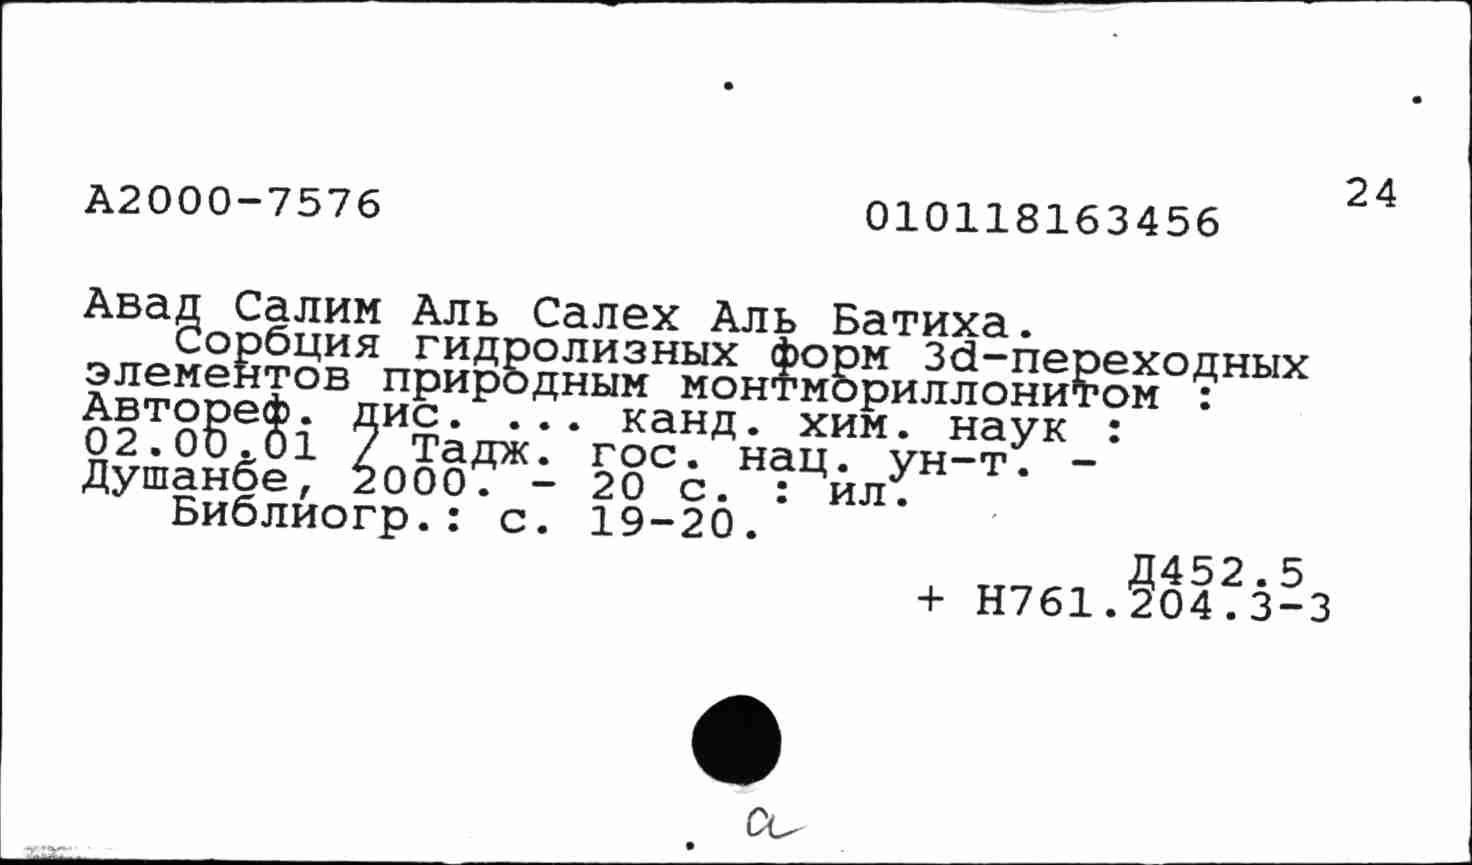 А2000-7576
010118163456
24
Авад Салим Аль Салех Аль Батиха.
Сорбция гидролизных форм 3d-переходных
элементов природным монтмориллонитом :
Автореф. дис. ... канд. хим. наук :
02.00.01 / Тадж. гос. нац. ун-т. -
Душанбе, 2000. - 20 с. : ил.
Библиогр.: с. 19-20.
Д452.5
+ Н761.204.3-3
а